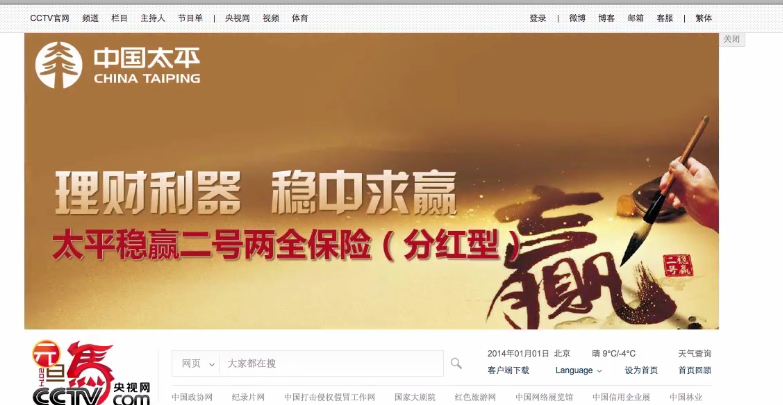 CCTV官网 频道 栏目 主持人 节目单 | 央视网 视频 体育 登录 | 微博 博客 邮箱 客服 | 繁体
关闭
中国太平
CHINA TAIPING
理财利器 稳中求赢
太平稳赢二号两全保险（分红型）
赢
稳赢二号
元旦
2014
马
CCTV 央视网
com
网页 大家都在搜
2014年01月01日 北京 晴 9°C/-4°C 天气查询
客户端下载 Language 设为首页 首页回顾
中国政协网 纪录片网 中国打击侵权假冒工作网 国家大剧院 红色旅游网 中国网络展览馆 中国信用企业展 中国林业